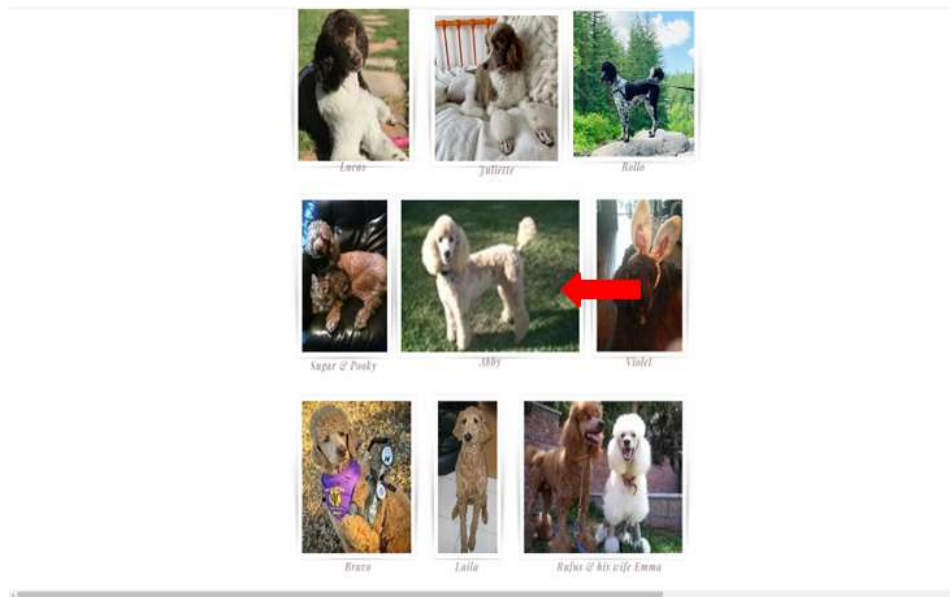 Lucas
Juliette
Rollo
Sugar & Pooky
Abby
Violet
Bravo
Laila
Rufus & his wife Emma